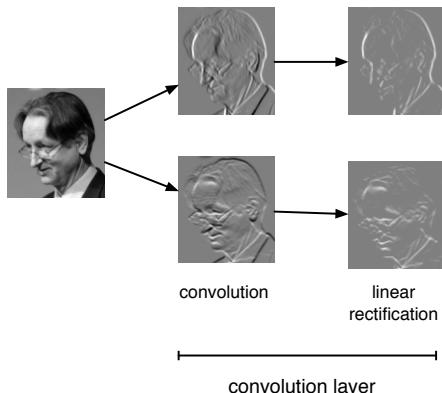 convolution
linear
rectification
convolution layer